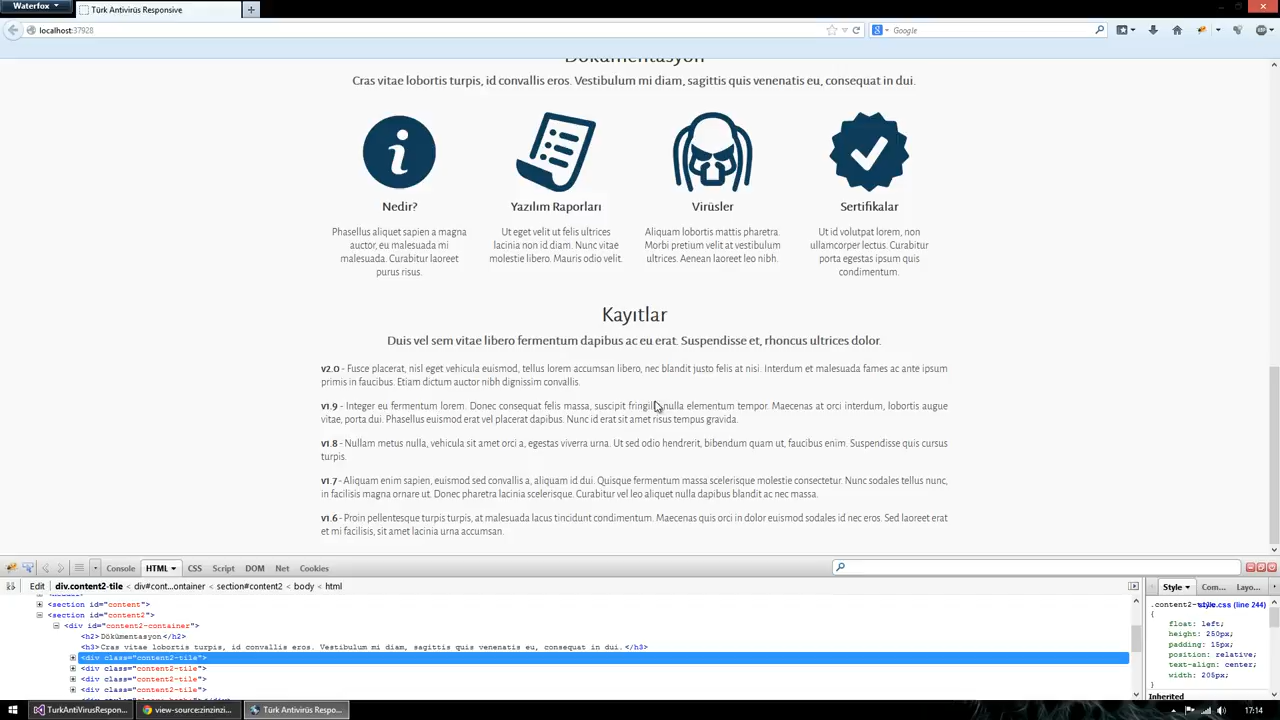 Waterfox
Türk Antivirüs Responsive
localhost:37928
Google
Dökümentasyon
Cras vitae lobortis turpis, id convallis eros. Vestibulum mi diam, sagittis quis venenatis eu, consequat in dui.
Nedir?
Phasellus aliquet sapien a magna
auctor, eu malesuada mi
malesuada. Curabitur laoreet
purus risus.
Yazılım Raporları
Ut eget velit ut felis ultrices
lacinia non id diam. Nunc vitae
molestie libero. Mauris odio velit.
Virüsler
Aliquam lobortis mattis pharetra.
Morbi pretium velit at vestibulum
ultrices. Aenean laoreet leo nibh.
Sertifikalar
Ut id volutpat lorem, non
ullamcorper lectus. Curabitur
porta egestas ipsum quis
condimentum.
Kayıtlar
Duis vel sem vitae libero fermentum dapibus ac eu erat. Suspendisse et, rhoncus ultrices dolor.
v2.0 - Fusce placerat, nisl eget vehicula euismod, tellus lorem accumsan libero, nec blandit justo felis at nisi. Interdum et malesuada fames ac ante ipsum
primis in faucibus. Etiam dictum auctor nibh dignissim convallis.
v1.9 - Integer eu fermentum lorem. Donec consequat felis massa, suscipit fringilla nulla elementum tempor. Maecenas at orci interdum, lobortis augue
vitae, porta dui. Phasellus euismod erat vel placerat dapibus. Nunc id erat sit amet risus tempus gravida.
v1.8 - Nullam metus nulla, vehicula sit amet orci a, egestas viverra urna. Ut sed odio hendrerit, bibendum quam ut, faucibus enim. Suspendisse quis cursus
turpis.
v1.7 - Aliquam enim sapien, euismod sed convallis a, aliquam id dui. Quisque fermentum massa scelerisque molestie consectetur. Nunc sodales tellus nunc,
in facilisis magna ornare ut. Donec pharetra lacinia scelerisque. Curabitur vel leo aliquet nulla dapibus blandit ac nec massa.
v1.6 - Proin pellentesque turpis turpis, at malesuada lacus tincidunt condimentum. Maecenas quis orci in dolor euismod sodales id nec eros. Sed laoreet erat
et mi facilisis, sit amet lacinia urna accumsan.
Console HTML CSS Script DOM Net Cookies
Edit div.content2-tile < div#cont...ontainer < section#content2 < body < html
Style Com... Layo...
<section id="content">
<section id="content2">
<div id="content2-container">
<h2>Dökümentasyon</h2>
<h3>Cras vitae lobortis turpis, id convallis eros. Vestibulum mi diam, sagittis quis venenatis eu, consequat in dui.</h3>
<div class="content2-tile">
<div class="content2-tile">
<div class="content2-tile">
<div class="content2-tile">
.content2- style.css (line 244)
{
float: left;
height: 250px;
padding: 15px;
position: relative;
text-align: center;
width: 205px;
}
Inherited
TurkAntiVirusRespon...
view-source:zinzinzi...
Türk Antivirüs Respo...
17:14